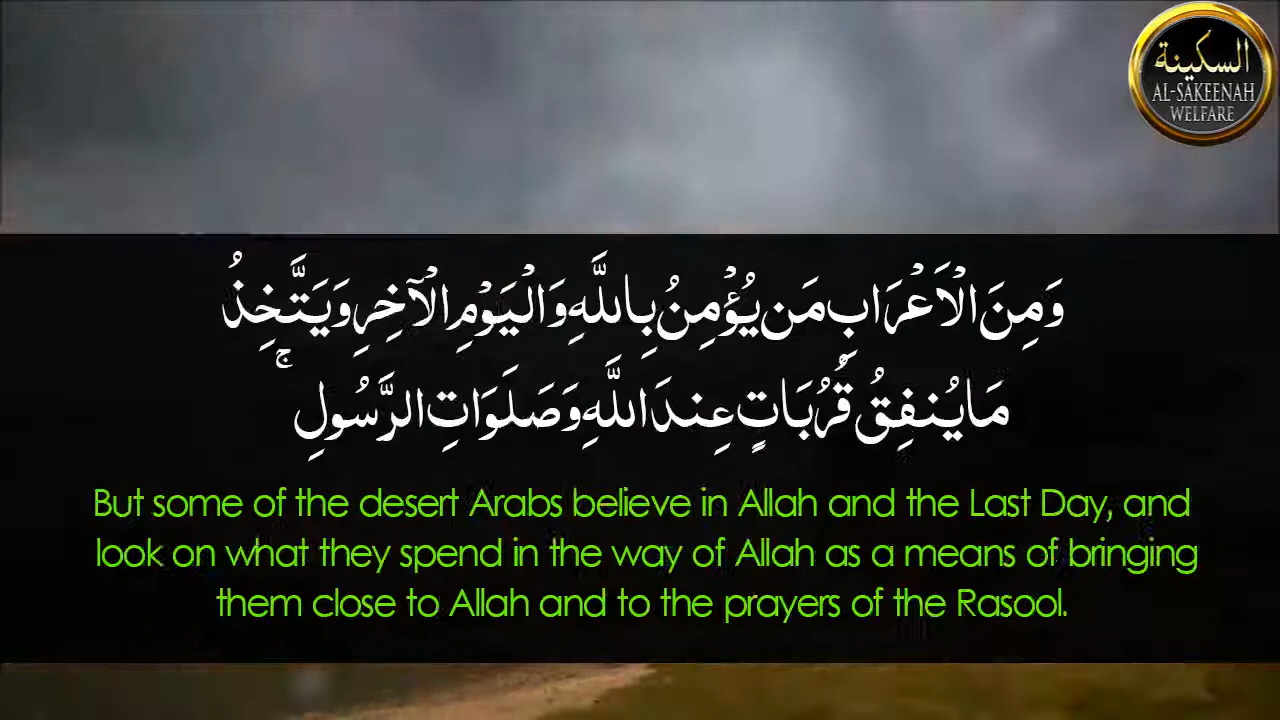 السكينة
AL-SAKEENAH
WELFARE
وَمِنَ الْاَعْرَابِ مَن يُؤْمِنُ بِاللَّهِ وَالْيَوْمِ الْآخِرِ وَيَتَّخِذُ
مَا يُنفِقُ قُرُبَاتٍ عِندَ اللَّهِ وَصَلَوَاتِ الرَّسُولِ ۚ
But some of the desert Arabs believe in Allah and the Last Day, and
look on what they spend in the way of Allah as a means of bringing
them close to Allah and to the prayers of the Rasool.